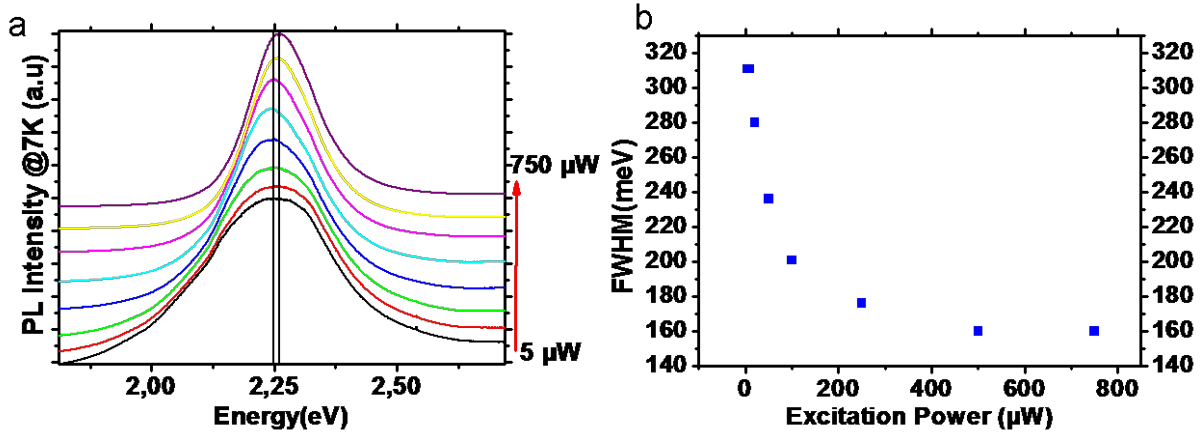 a
PL Intensity @7K (a.u)
750 µW
5 µW
2,00 2,25 2,50
Energy(eV)
b
FWHM(meV)
320 320
300 300
280 280
260 260
240 240
220 220
200 200
180 180
160 160
140 140
0 200 400 600 800
Excitation Power (µW)